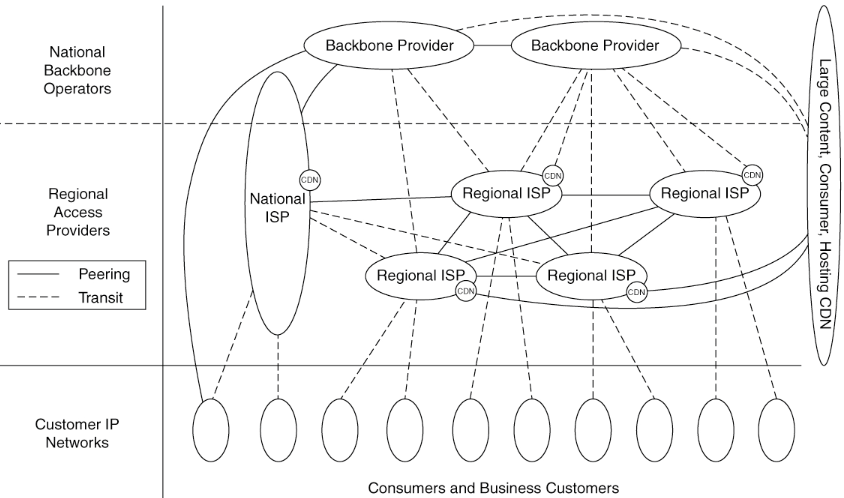 National
Backbone
Operators
Backbone Provider
Backbone Provider
Large Content, Consumer, Hosting CDN
Regional
Access
Providers
CDN
National
ISP
CDN
Regional ISP
CDN
Regional ISP
Regional ISP
CDN
Regional ISP
CDN
Peering
Transit
Customer IP
Networks
Consumers and Business Customers